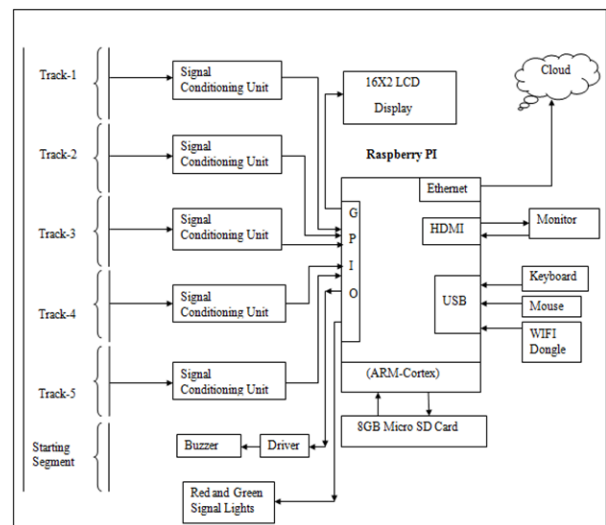 Track-1
Signal
Conditioning Unit
16X2 LCD
Display
Cloud
Track-2
Signal
Conditioning Unit
Raspberry PI
Ethernet
Track-3
Signal
Conditioning Unit
G
P
I
O
HDMI
Monitor
Track-4
Signal
Conditioning Unit
USB
Keyboard
Mouse
WIFI
Dongle
Track-5
Signal
Conditioning Unit
(ARM-Cortex)
8GB Micro SD Card
Starting
Segment
Buzzer
Driver
Red and Green
Signal Lights